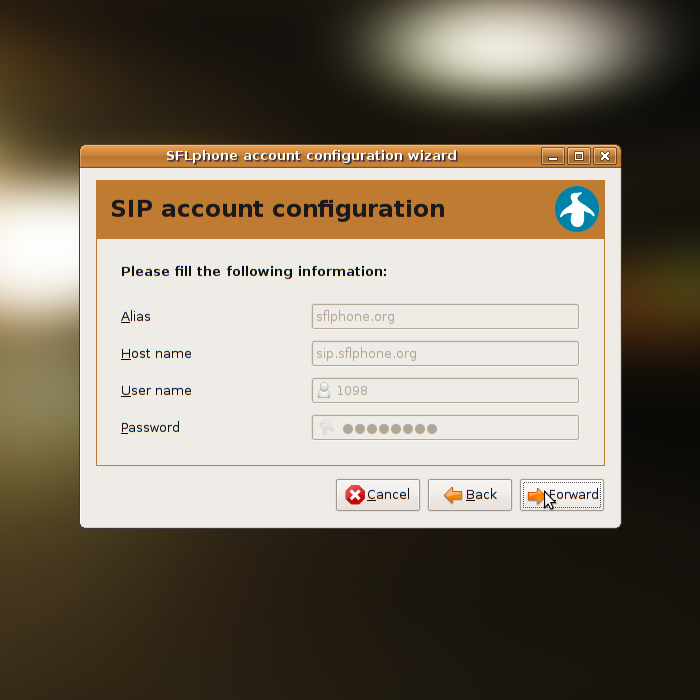 SFLphone account configuration wizard
SIP account configuration
Please fill the following information:
Alias sflphone.org
Host name sip.sflphone.org
User name 1098
Password ●●●●●●●●
Cancel Back Forward